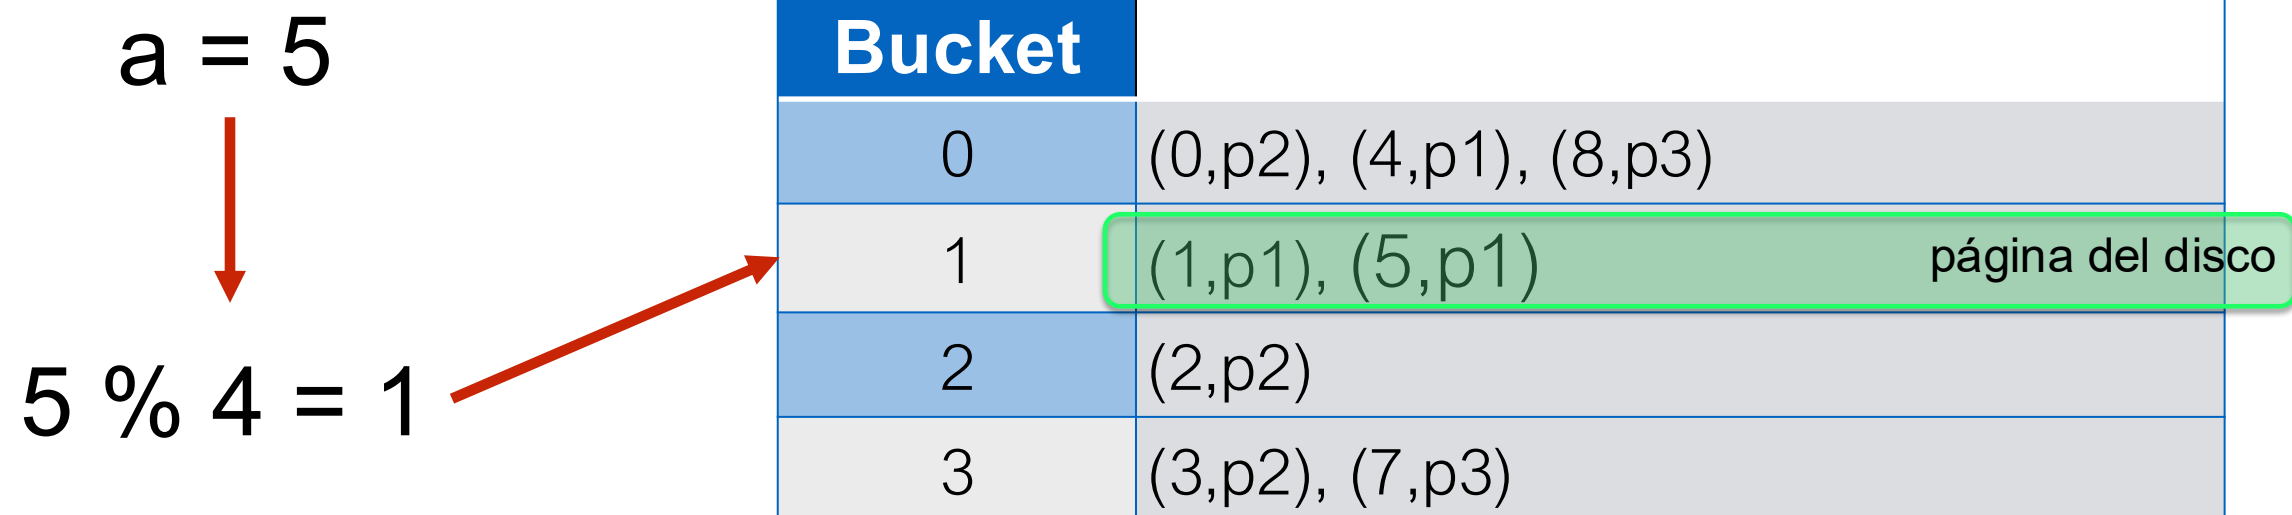 a = 5
5 % 4 = 1
Bucket
0 (0,p2), (4,p1), (8,p3)
1 (1,p1), (5,p1) página del disco
2 (2,p2)
3 (3,p2), (7,p3)